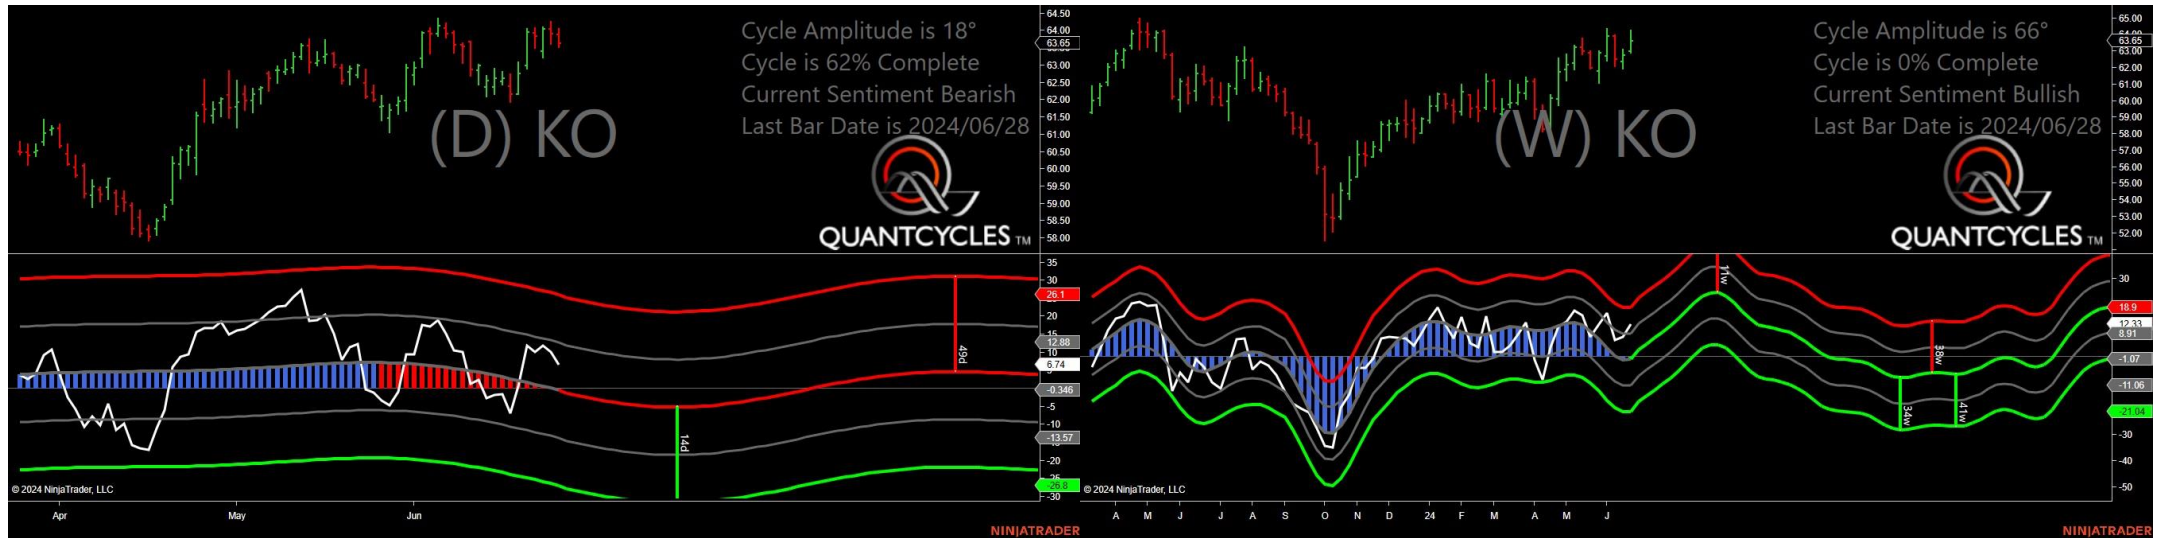 Cycle Amplitude is 18°
Cycle is 62% Complete
Current Sentiment Bearish
Last Bar Date is 2024/06/28
(D) KO
QUANTCYCLES TM
64.50
64.00
63.65
63.00
62.50
62.00
61.50
61.00
60.50
60.00
59.50
59.00
58.50
58.00
35
30
26.1
20
15
12.88
10
6.74
-0.346
-5
-10
-13.57
-20
-25
-26.8
-30
49d
14d
© 2024 NinjaTrader, LLC
Apr May Jun
NINJATRADER
Cycle Amplitude is 66°
Cycle is 0% Complete
Current Sentiment Bullish
Last Bar Date is 2024/06/28
(W) KO
QUANTCYCLES TM
65.00
64.00
63.65
63.00
62.00
61.00
60.00
59.00
58.00
57.00
56.00
55.00
54.00
53.00
52.00
30
18.9
12.33
8.91
-1.07
-11.06
-21.04
-30
-40
-50
11w
38w
34w
41w
© 2024 NinjaTrader, LLC
A M J J A S O N D 24 F M A M J
NINJATRADER